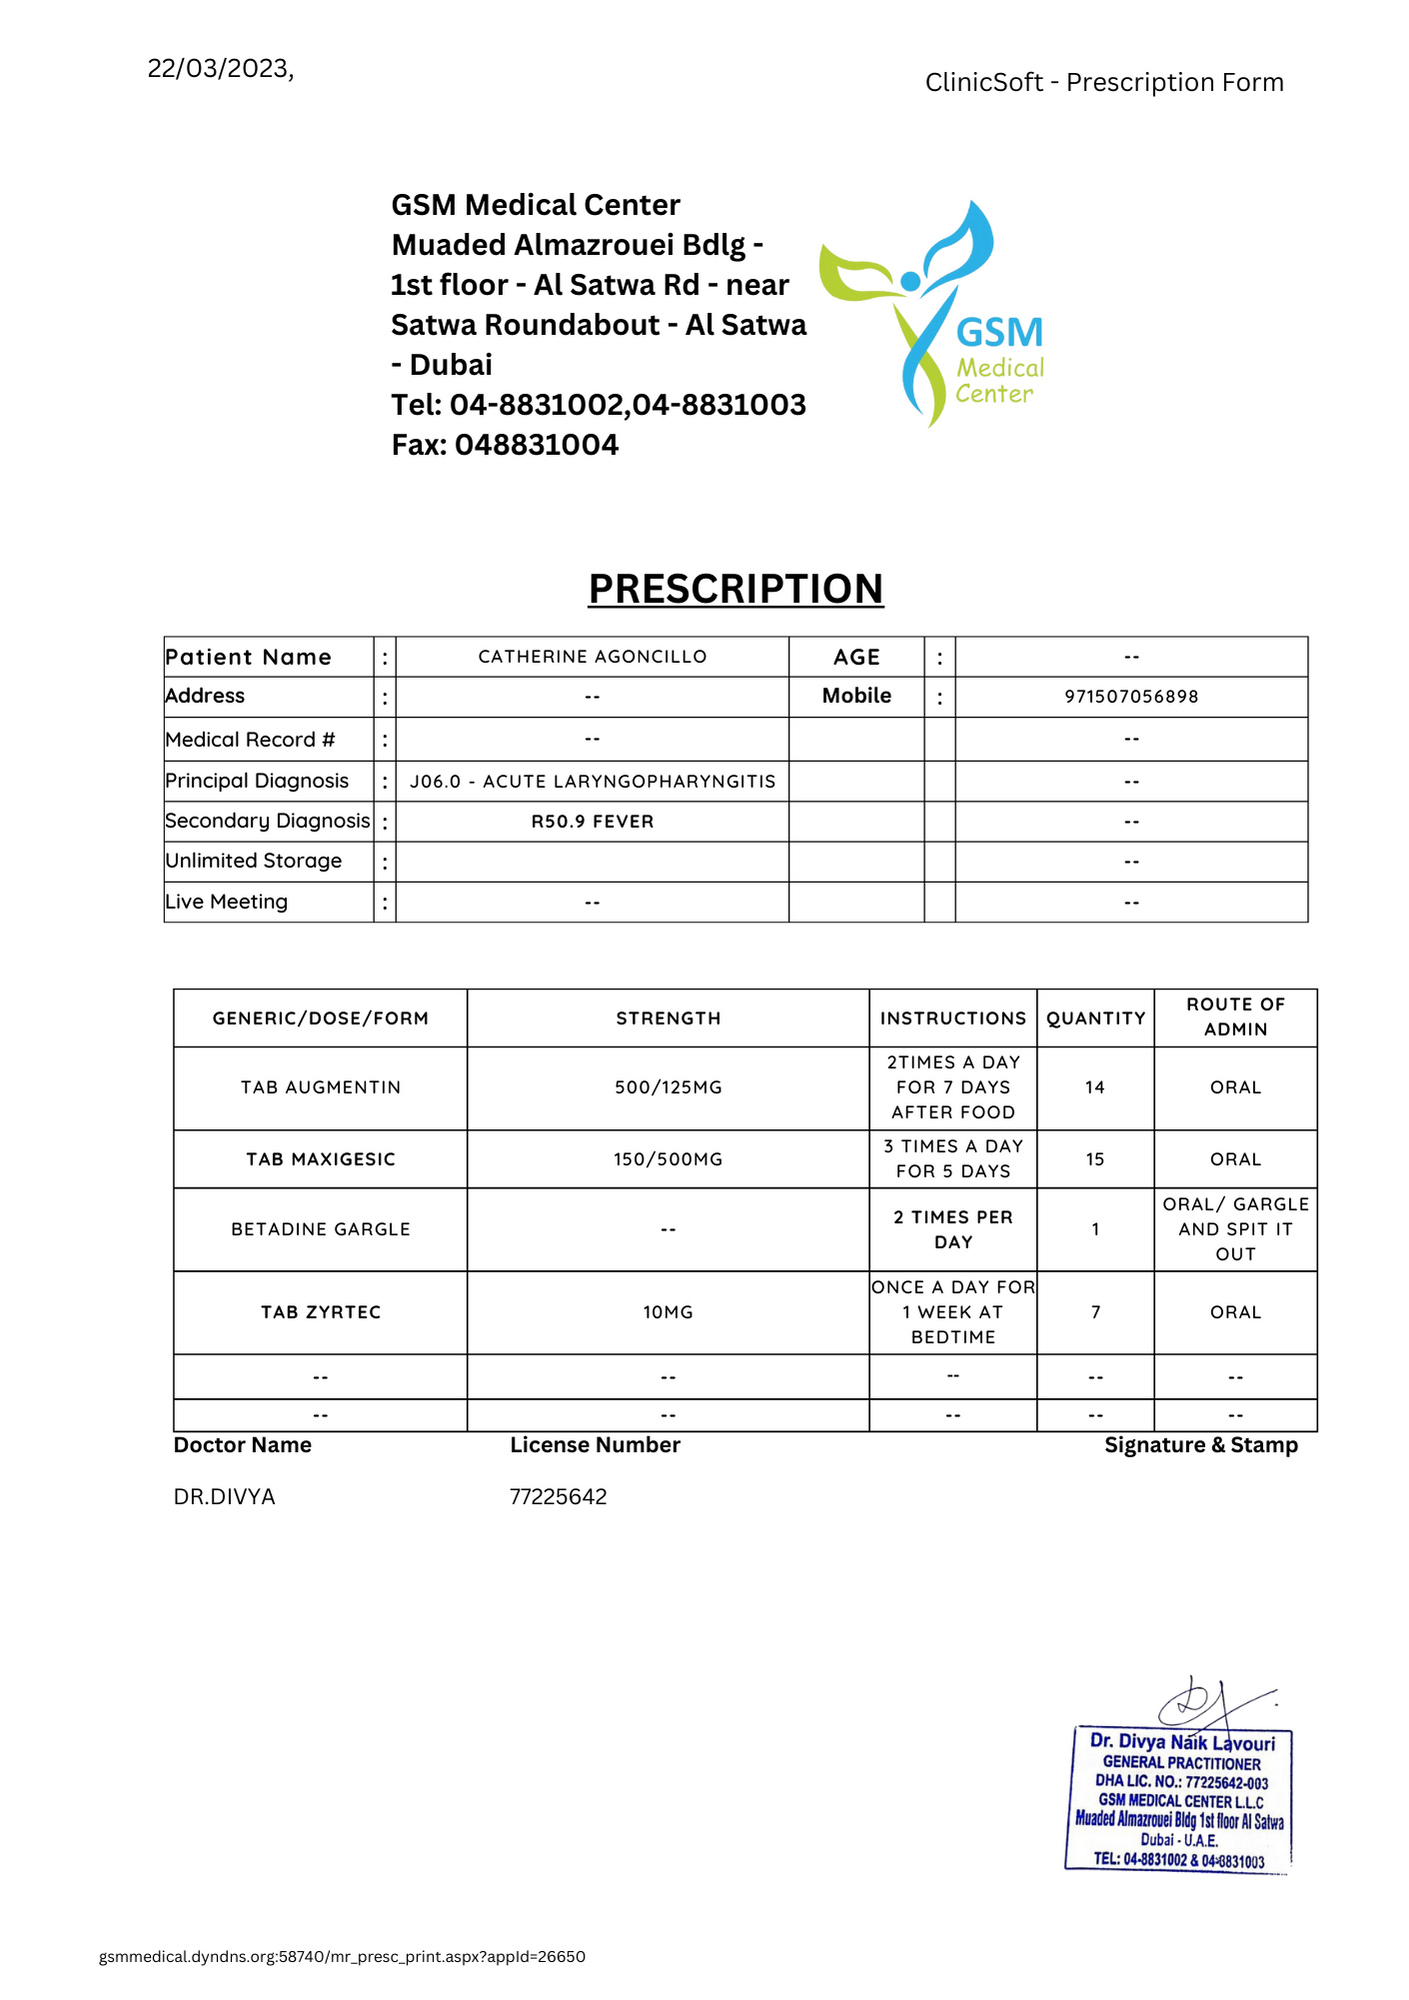 22/03/2023,
ClinicSoft - Prescription Form
GSM Medical Center
Muaded Almazrouei Bdlg -
1st floor - Al Satwa Rd - near
Satwa Roundabout - Al Satwa
- Dubai
Tel: 04-8831002,04-8831003
Fax: 048831004
GSM
Medical
Center
PRESCRIPTION
Patient Name : CATHERINE AGONCILLO AGE : --
Address : -- Mobile : 971507056898
Medical Record # : -- --
Principal Diagnosis : J06.0 - ACUTE LARYNGOPHARYNGITIS --
Secondary Diagnosis : R50.9 FEVER --
Unlimited Storage : --
Live Meeting : -- --
GENERIC/DOSE/FORM STRENGTH INSTRUCTIONS QUANTITY ROUTE OF
ADMIN
TAB AUGMENTIN 500/125MG 2TIMES A DAY
FOR 7 DAYS
AFTER FOOD
14 ORAL
TAB MAXIGESIC 150/500MG 3 TIMES A DAY
FOR 5 DAYS
15 ORAL
BETADINE GARGLE -- 2 TIMES PER
DAY
1 ORAL/ GARGLE
AND SPIT IT
OUT
TAB ZYRTEC 10MG ONCE A DAY FOR
1 WEEK AT
BEDTIME
7 ORAL
-- -- -- -- --
-- -- -- -- --
Doctor Name License Number Signature & Stamp
DR.DIVYA 77225642
Dr. Divya Naik Lavouri
GENERAL PRACTITIONER
DHA LIC. NO.: 77225642-003
GSM MEDICAL CENTER L.L.C
Muaded Almazrouei Bldg 1st floor Al Satwa
Dubai - U.A.E.
TEL: 04-8831002 & 04-8831003
gsmmedical.dyndns.org:58740/mr_presc_print.aspx?appId=26650